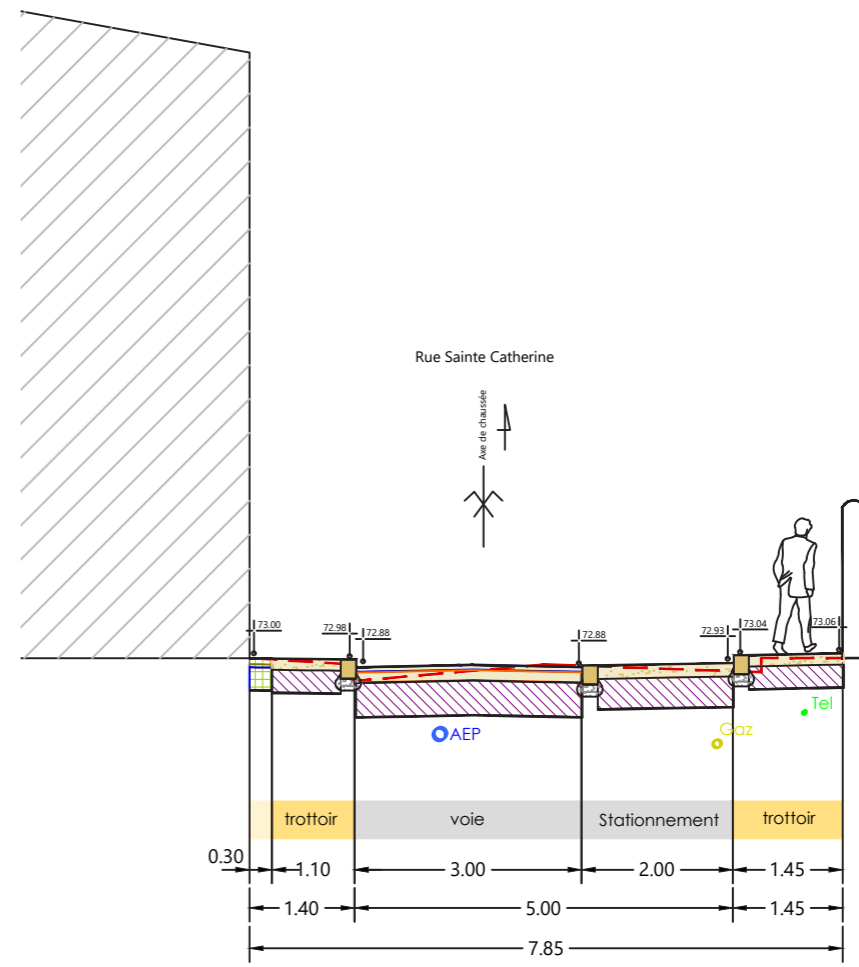 Rue Sainte Catherine
Axe de chaussée
73.00
72.98
72.88
72.88
72.93
73.04
73.06
Tel
AEP
Gaz
trottoir
voie
Stationnement
trottoir
0.30
1.10
3.00
2.00
1.45
1.40
5.00
1.45
7.85